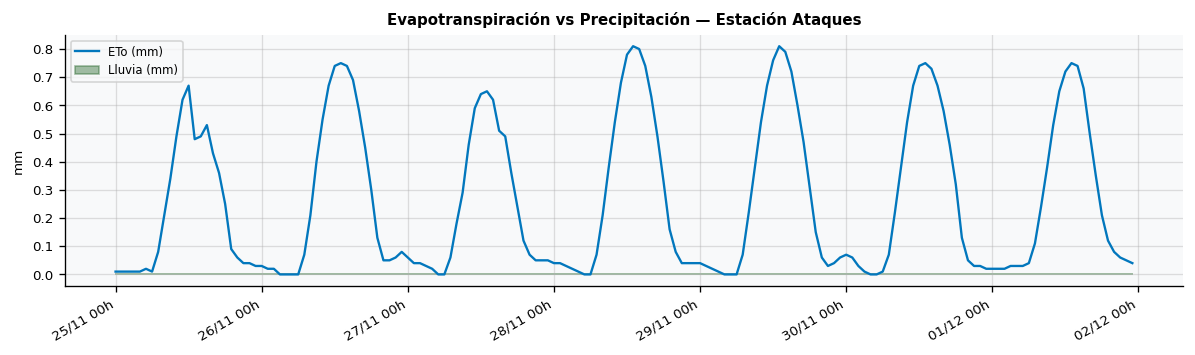 Evapotranspiración vs Precipitación — Estación Ataques
ETo (mm)
Lluvia (mm)
mm
0.8
0.7
0.6
0.5
0.4
0.3
0.2
0.1
0.0
25/11 00h
26/11 00h
27/11 00h
28/11 00h
29/11 00h
30/11 00h
01/12 00h
02/12 00h